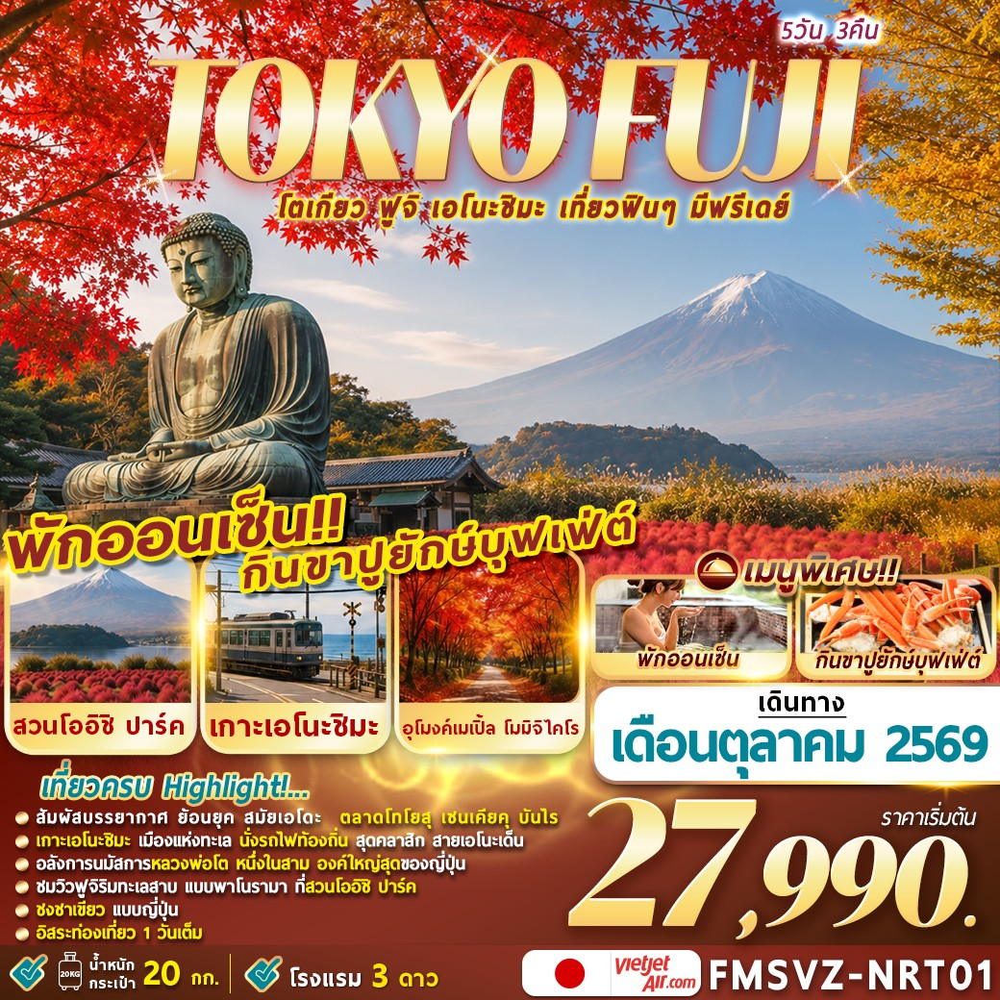 5วัน 3คืน
TOKYO FUJI
โตเกียว ฟูจิ เอโนะชิมะ เที่ยวฟินๆ มีฟรีเดย์
พักออนเซ็น!!
กินขาปูยักษ์บุฟเฟ่ต์
เมนูพิเศษ!!
พักออนเซ็น
กินขาปูยักษ์บุฟเฟ่ต์
สวนโออิชิ ปาร์ค
เกาะเอโนะชิมะ
อุโมงค์เมเปิ้ล โมมิจิไคโร
เดินทาง
เดือนตุลาคม 2569
เที่ยวครบ Highlight!...
สัมผัสบรรยากาศ ย้อนยุค สมัยเอโดะ ตลาดโทโยสุ เซนเคียคุ บันไร
เกาะเอโนะชิมะ เมืองแห่งทะเล นั่งรถไฟท้องถิ่น สุดคลาสิก สายเอโนะเด็น
อลังการนมัสการหลวงพ่อโต หนึ่งในสาม องค์ใหญ่สุดของญี่ปุ่น
ชมวิวฟูจิริมทะเลสาบ แบบพาโนรามา ที่สวนโออิชิ ปาร์ค
ชงชาเขียว แบบญี่ปุ่น
อิสระท่องเที่ยว 1 วันเต็ม
ราคาเริ่มต้น
27,990.
20KG
น้ำหนัก
กระเป๋า 20 กก.
โรงแรม 3 ดาว
vietjet
Air.com
FMSVZ-NRT01